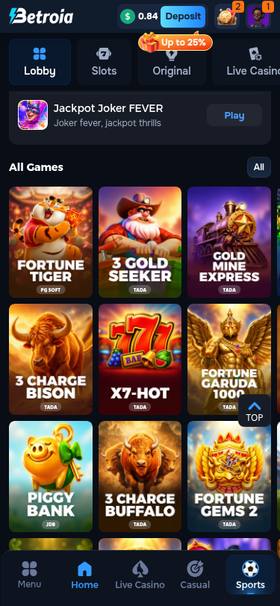 Betroia
$ 0.84 Deposit
2
1
Up to 25%
Lobby
Slots
Original
Live Casino
Jackpot Joker FEVER
Joker fever, jackpot thrills
Play
All Games
All
FORTUNE
TIGER
PG SOFT
3 GOLD
SEEKER
TADA
GOLD
MINE
EXPRESS
TADA
3 CHARGE
BISON
TADA
777
BAR
X7-HOT
TADA
FORTUNE
GARUDA
1000
TADA
TOP
PIGGY
BANK
JDB
3 CHARGE
BUFFALO
TADA
FORTUNE
GEMS 2
TADA
Menu
Home
Live Casino
Casual
Sports